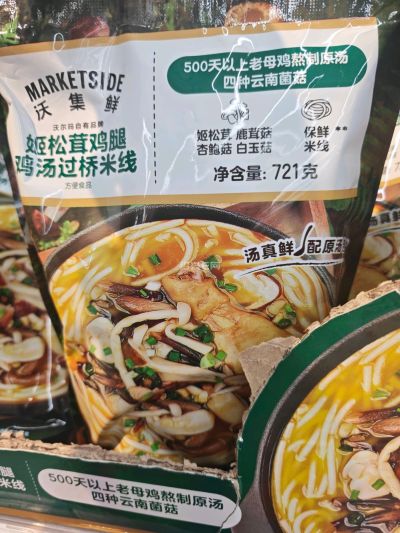 MARKETSIDE
沃集鲜
沃尔玛自有品牌
姬松茸鸡腿
鸡汤过桥米线
方便食品
500天以上老母鸡熬制原汤
四种云南菌菇
姬松茸 鹿茸菇
杏鲍菇 白玉菇
保鲜**
米线
净含量: 721克
汤真鲜 配原
腿
米线
500天以上老母鸡熬制原汤
四种云南菌菇